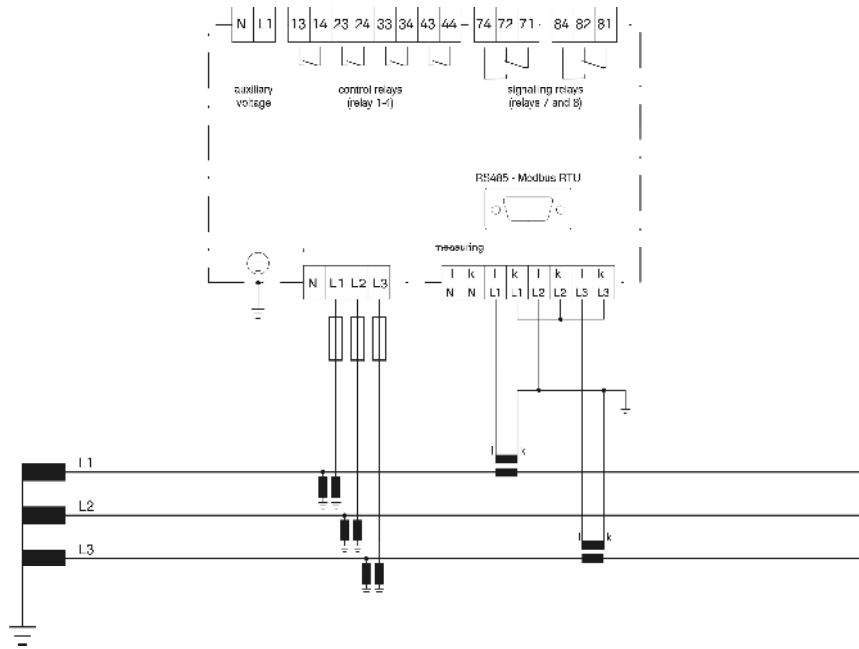 N L1 13 14 23 24 33 34 43 44 74 72 71 84 82 81
auxiliary control relays signaling relays
voltage (relay 1-4) (relays 7 and 8)
RS485 - Modbus RTU
measuring
l k l k l k l k
N L1 L2 L3 N N L1 L1 L2 L2 L3 L3
l k
L1
L2
l k
L3